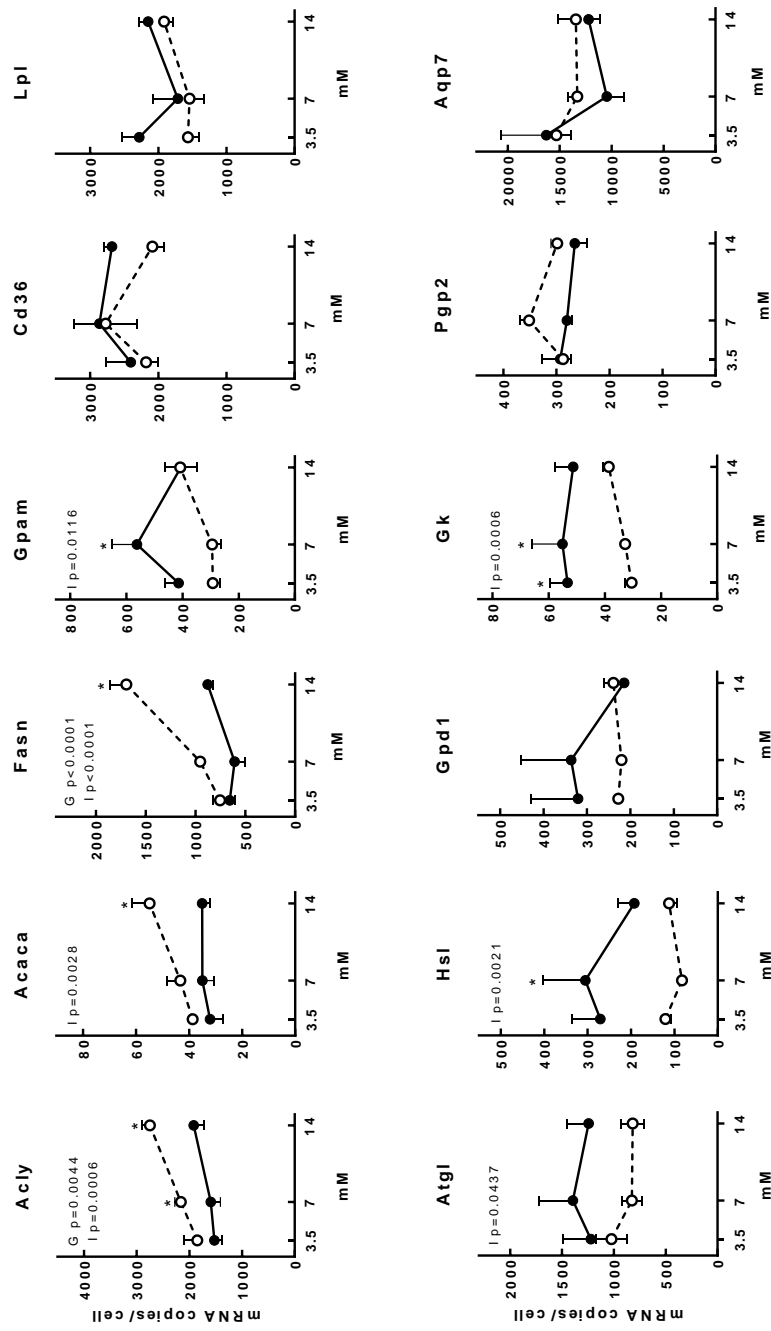 Acly
G p=0.0044
I p=0.0006
mRNA copies/cell
4000
3000
2000
1000
0
*
*
3.5
7
14
mM
Acaca
I p=0.0028
80
60
40
20
0
*
3.5
7
14
mM
Fasn
G p<0.0001
I p<0.0001
2000
1500
1000
500
0
*
3.5
7
14
mM
Gpam
I p=0.0116
800
600
400
200
0
*
3.5
7
14
mM
Cd36
3000
2000
1000
0
3.5
7
14
mM
Lpl
3000
2000
1000
0
3.5
7
14
mM
Atgl
I p=0.0437
mRNA copies/cell
2000
1500
1000
500
0
3.5
7
14
mM
Hsl
I p=0.0021
500
400
300
200
100
0
*
3.5
7
14
mM
Gpd1
500
400
300
200
100
0
3.5
7
14
mM
Gk
I p=0.0006
80
60
40
20
0
*
*
3.5
7
14
mM
Pgp2
400
300
200
100
0
3.5
7
14
mM
Aqp7
20000
15000
10000
5000
0
3.5
7
14
mM